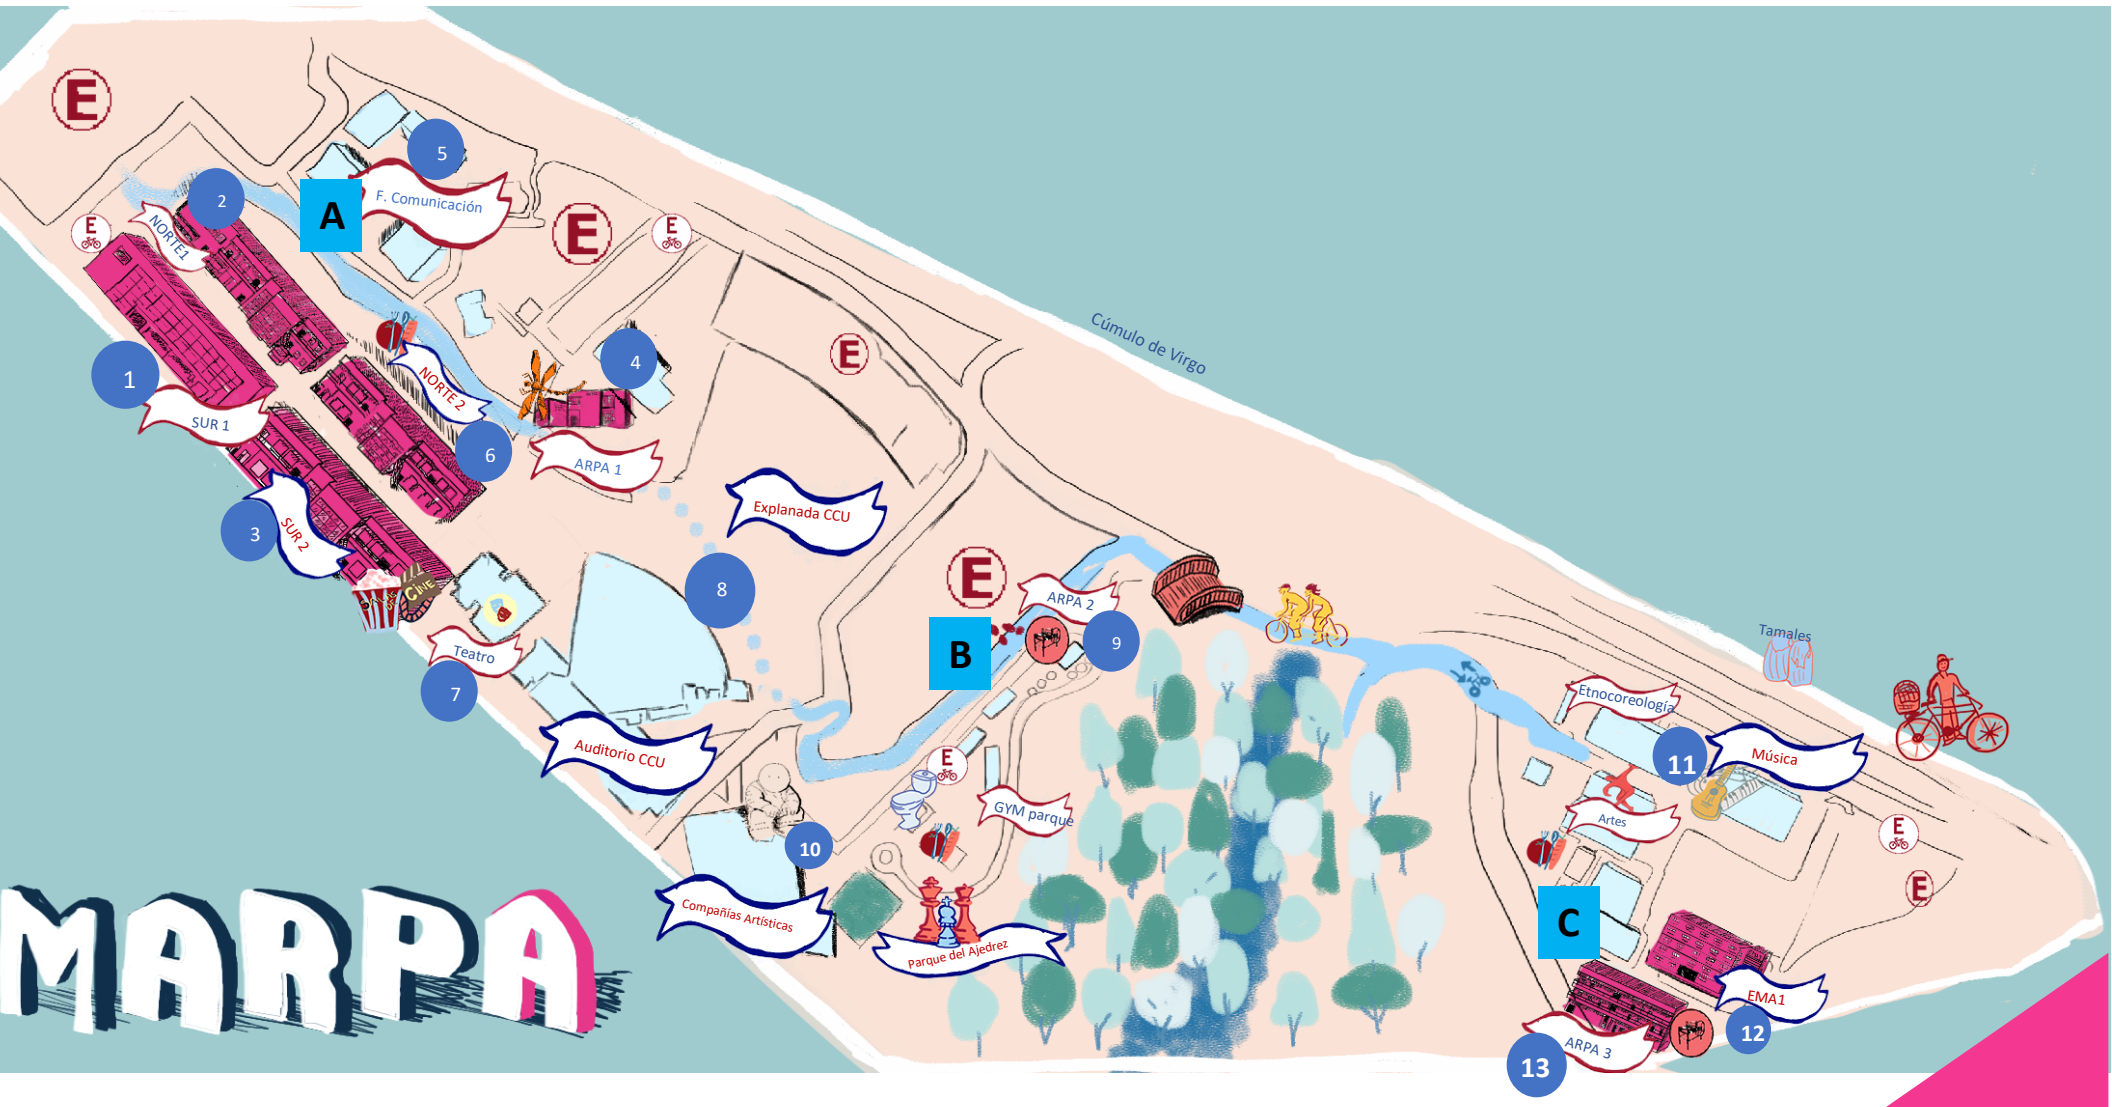 E
5
F. Comunicación
A
2
NORTE1
E
E
E
Cúmulo de Virgo
E
4
1
NORTE 2
SUR 1
6
ARPA 1
3
SUR 2
Explanada CCU
CINE
8
E
ARPA 2
B
9
Teatro
7
Tamales
Etnocoreología
11
Música
Auditorio CCU
E
GYM parque
Artes
E
10
E
Compañías Artísticas
Parque del Ajedrez
C
EMA1
12
ARPA 3
13
MARPA